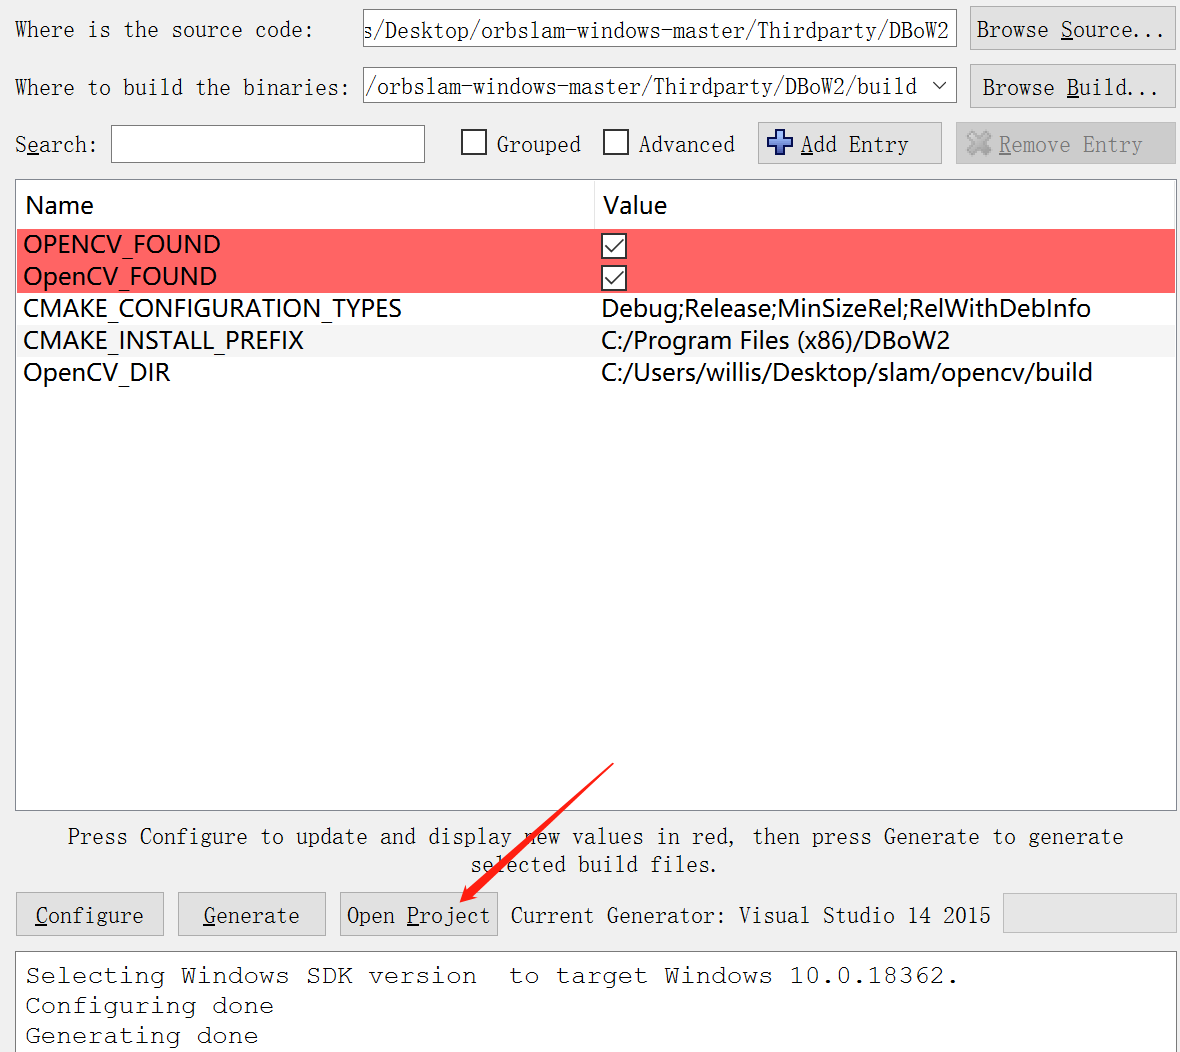 Where is the source code: s/Desktop/orbslam-windows-master/Thirdparty/DBoW2 Browse Source...
Where to build the binaries: /orbslam-windows-master/Thirdparty/DBoW2/build Browse Build...
Search: Grouped Advanced Add Entry Remove Entry
Name Value
OPENCV_FOUND
OpenCV_FOUND
CMAKE_CONFIGURATION_TYPES Debug;Release;MinSizeRel;RelWithDebInfo
CMAKE_INSTALL_PREFIX C:/Program Files (x86)/DBoW2
OpenCV_DIR C:/Users/willis/Desktop/slam/opencv/build
Press Configure to update and display new values in red, then press Generate to generate
selected build files.
Configure Generate Open Project Current Generator: Visual Studio 14 2015
Selecting Windows SDK version  to target Windows 10.0.18362.
Configuring done
Generating done